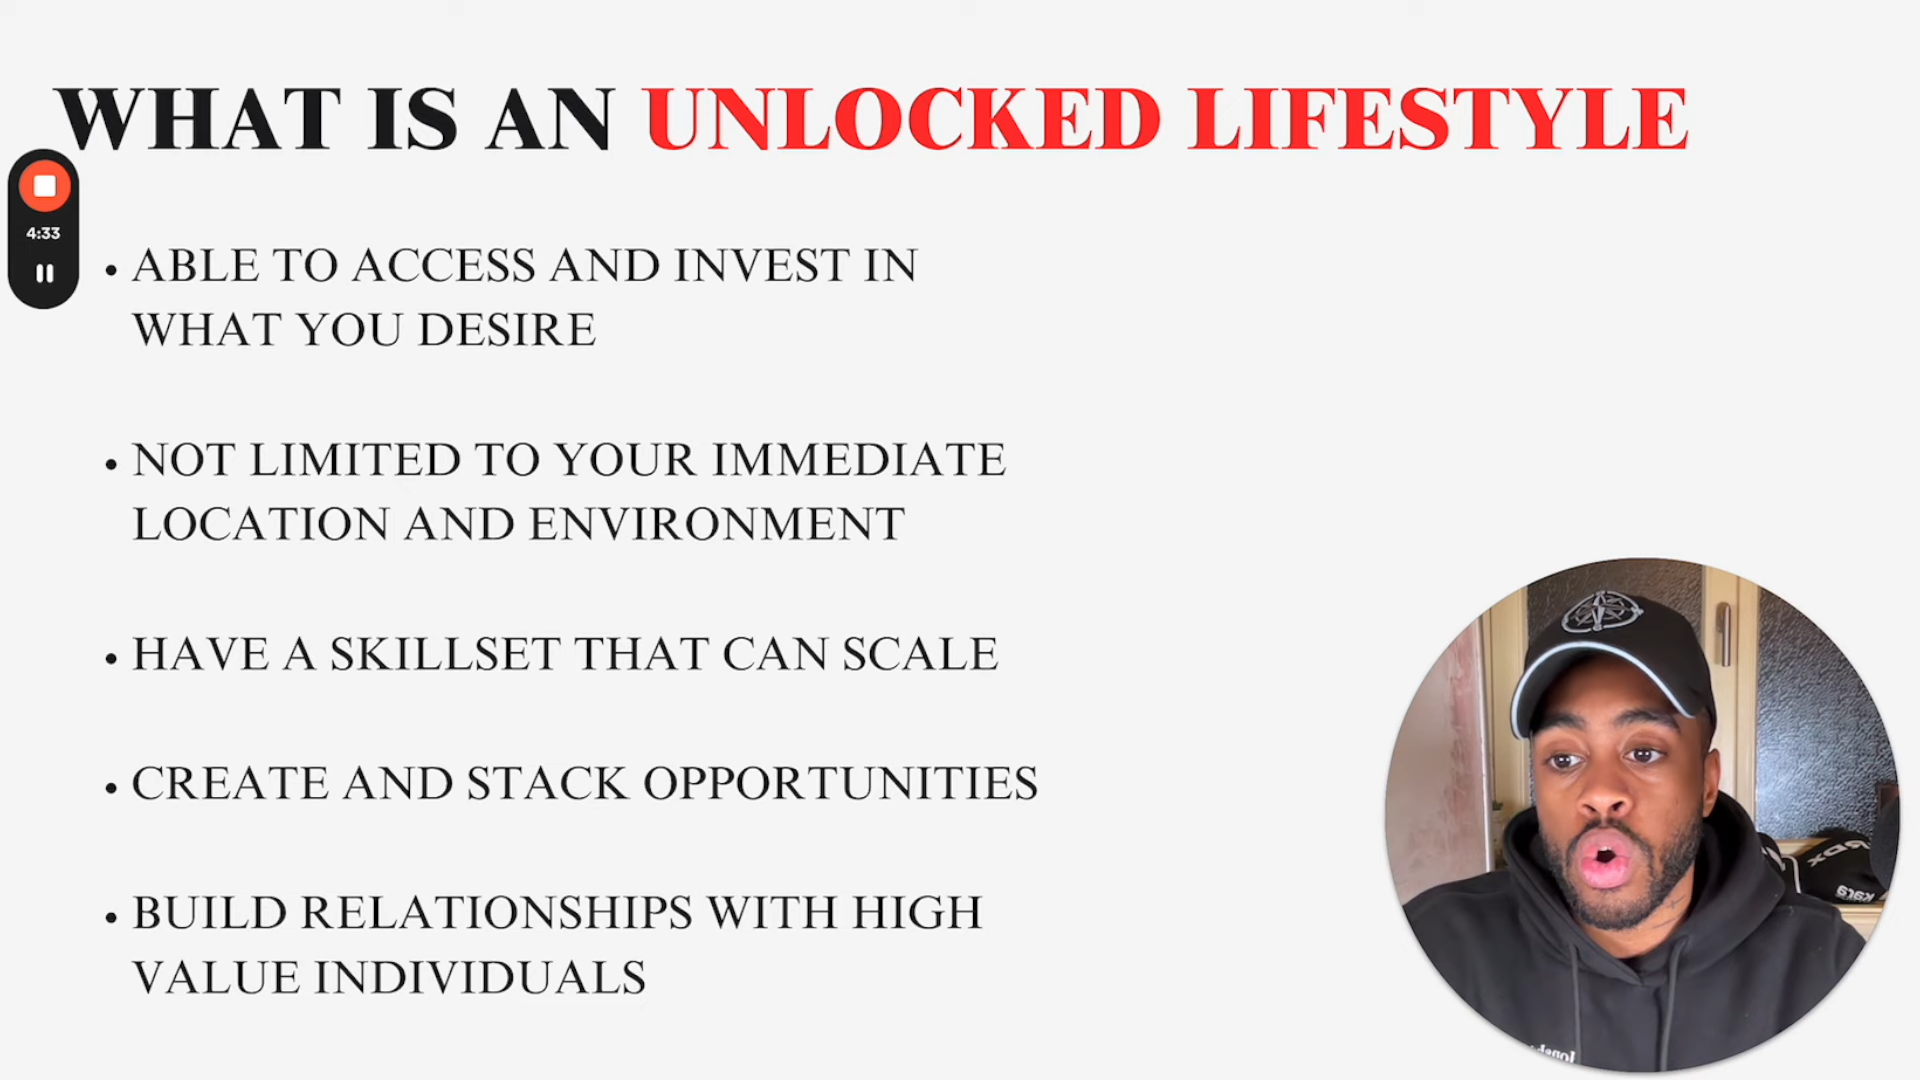 WHAT IS AN UNLOCKED LIFESTYLE
4:33
• ABLE TO ACCESS AND INVEST IN
WHAT YOU DESIRE
• NOT LIMITED TO YOUR IMMEDIATE
LOCATION AND ENVIRONMENT
• HAVE A SKILLSET THAT CAN SCALE
• CREATE AND STACK OPPORTUNITIES
• BUILD RELATIONSHIPS WITH HIGH
VALUE INDIVIDUALS
RDX
kara